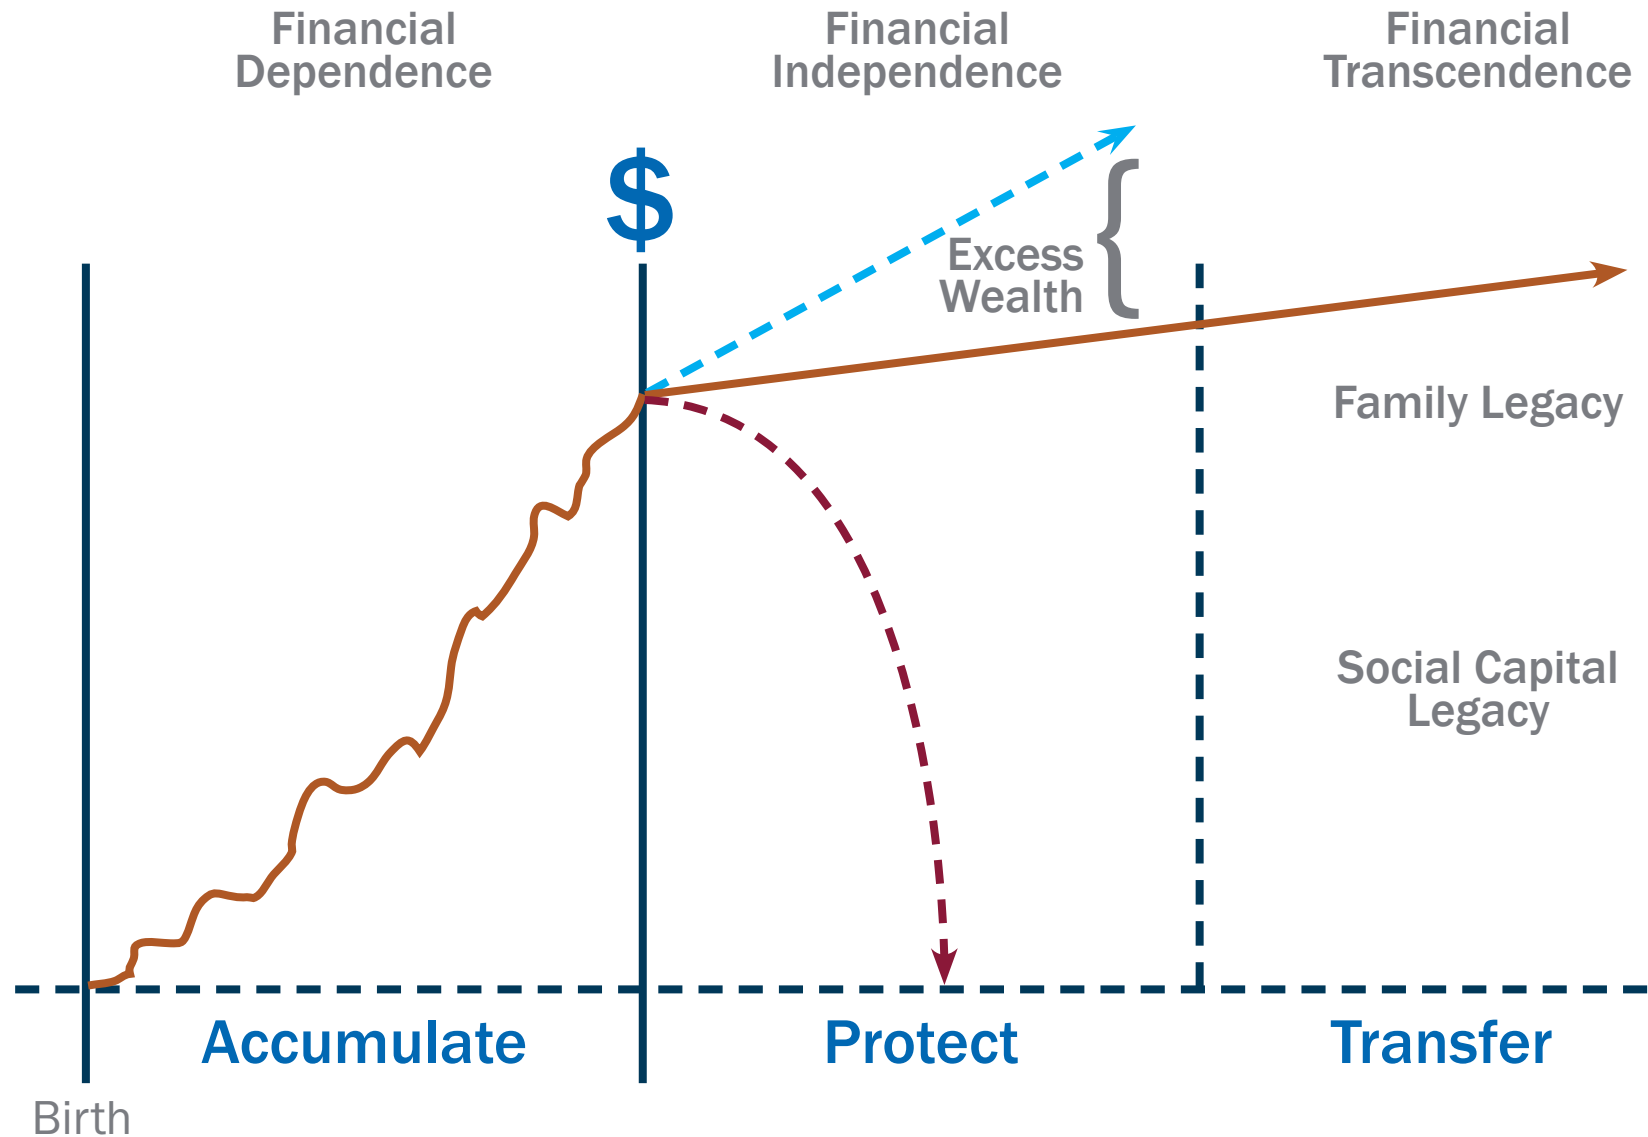 Financial
Dependence
Financial
Independence
Financial
Transcendence
$
Excess
Wealth
{
Family Legacy
Social Capital
Legacy
Accumulate
Protect
Transfer
Birth